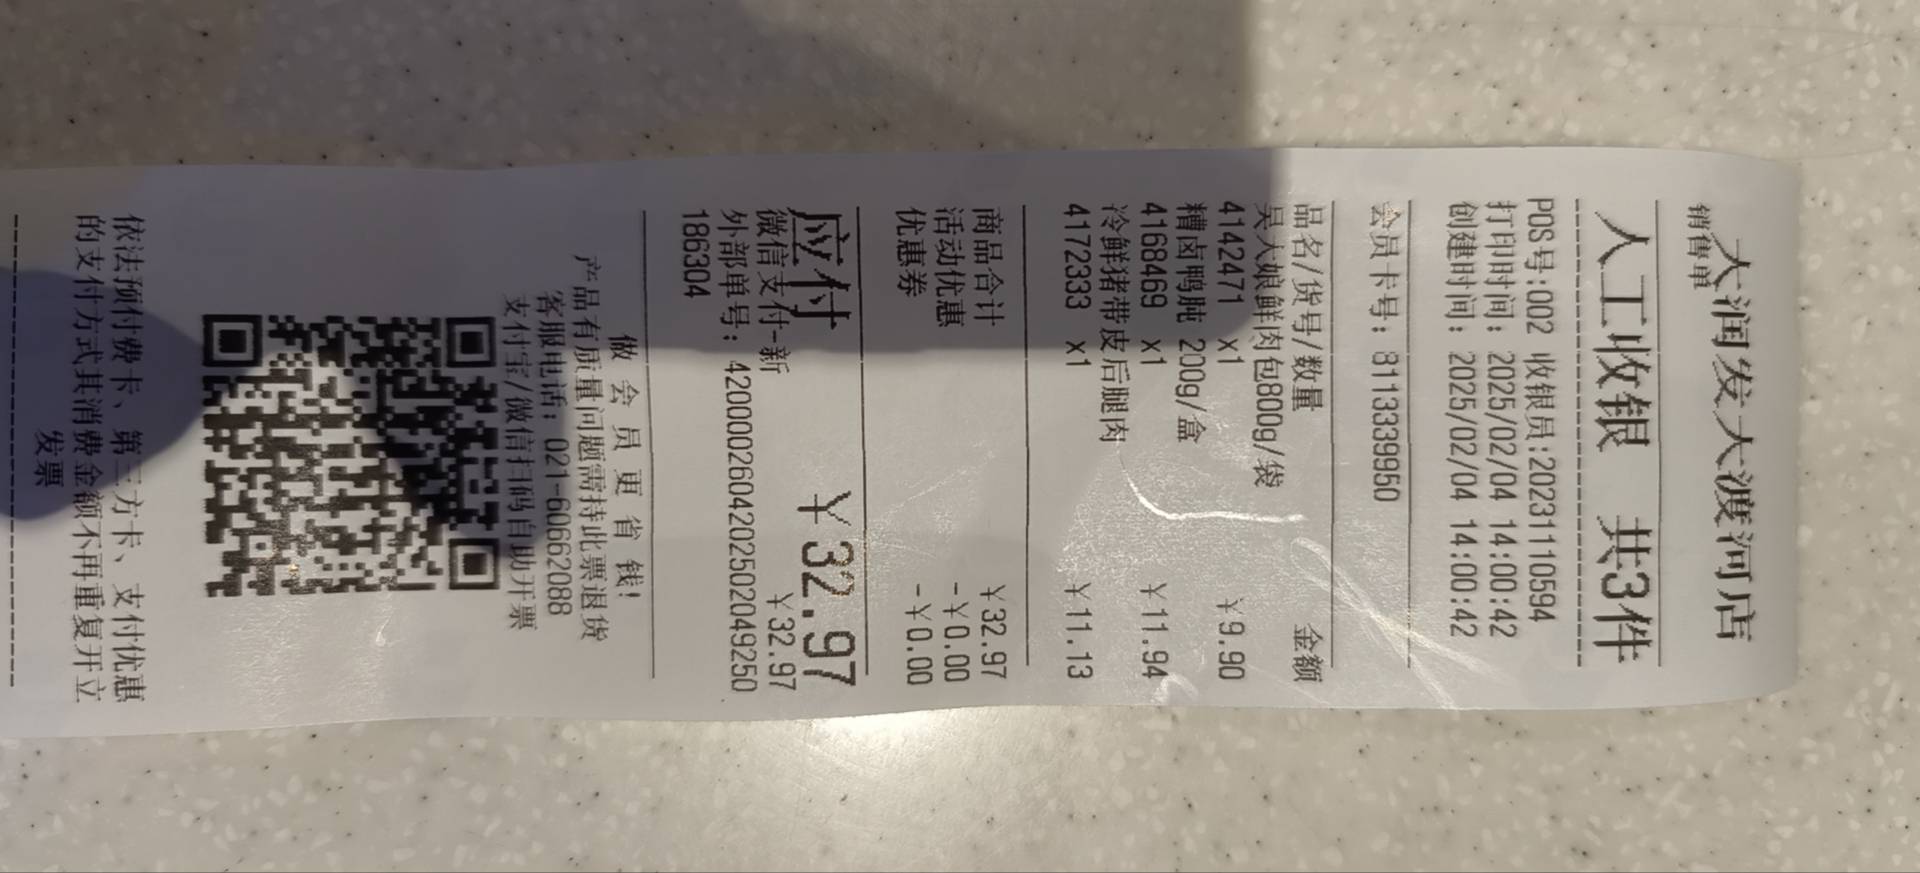 大润发大渡河店
销售单
人工收银 共3件
POS号:002 收银员:2023110594
打印时间: 2025/02/04 14:00:42
创建时间: 2025/02/04 14:00:42
会员卡号: 8113339950
品名/货号/数量 金额
吴大娘鲜肉包800g/袋
4142471 x1 ¥9.90
糟卤鸭肫 200g/盒
4168469 x1 ¥11.94
冷鲜猪带皮后腿肉
4172333 x1 ¥11.13
商品合计 ¥32.97
活动优惠 -¥0.00
优惠券 -¥0.00
应付 ¥32.97
微信支付-新 ¥32.97
外部单号: 4200002604202502049250
186304
做会员更省钱!
产品有质量问题需持此票退货
客服电话: 021-60662088
支付宝/微信扫码自助开票
依法预付费卡、第三方卡、支付优惠
的支付方式其消费金额不再重复开立
发票